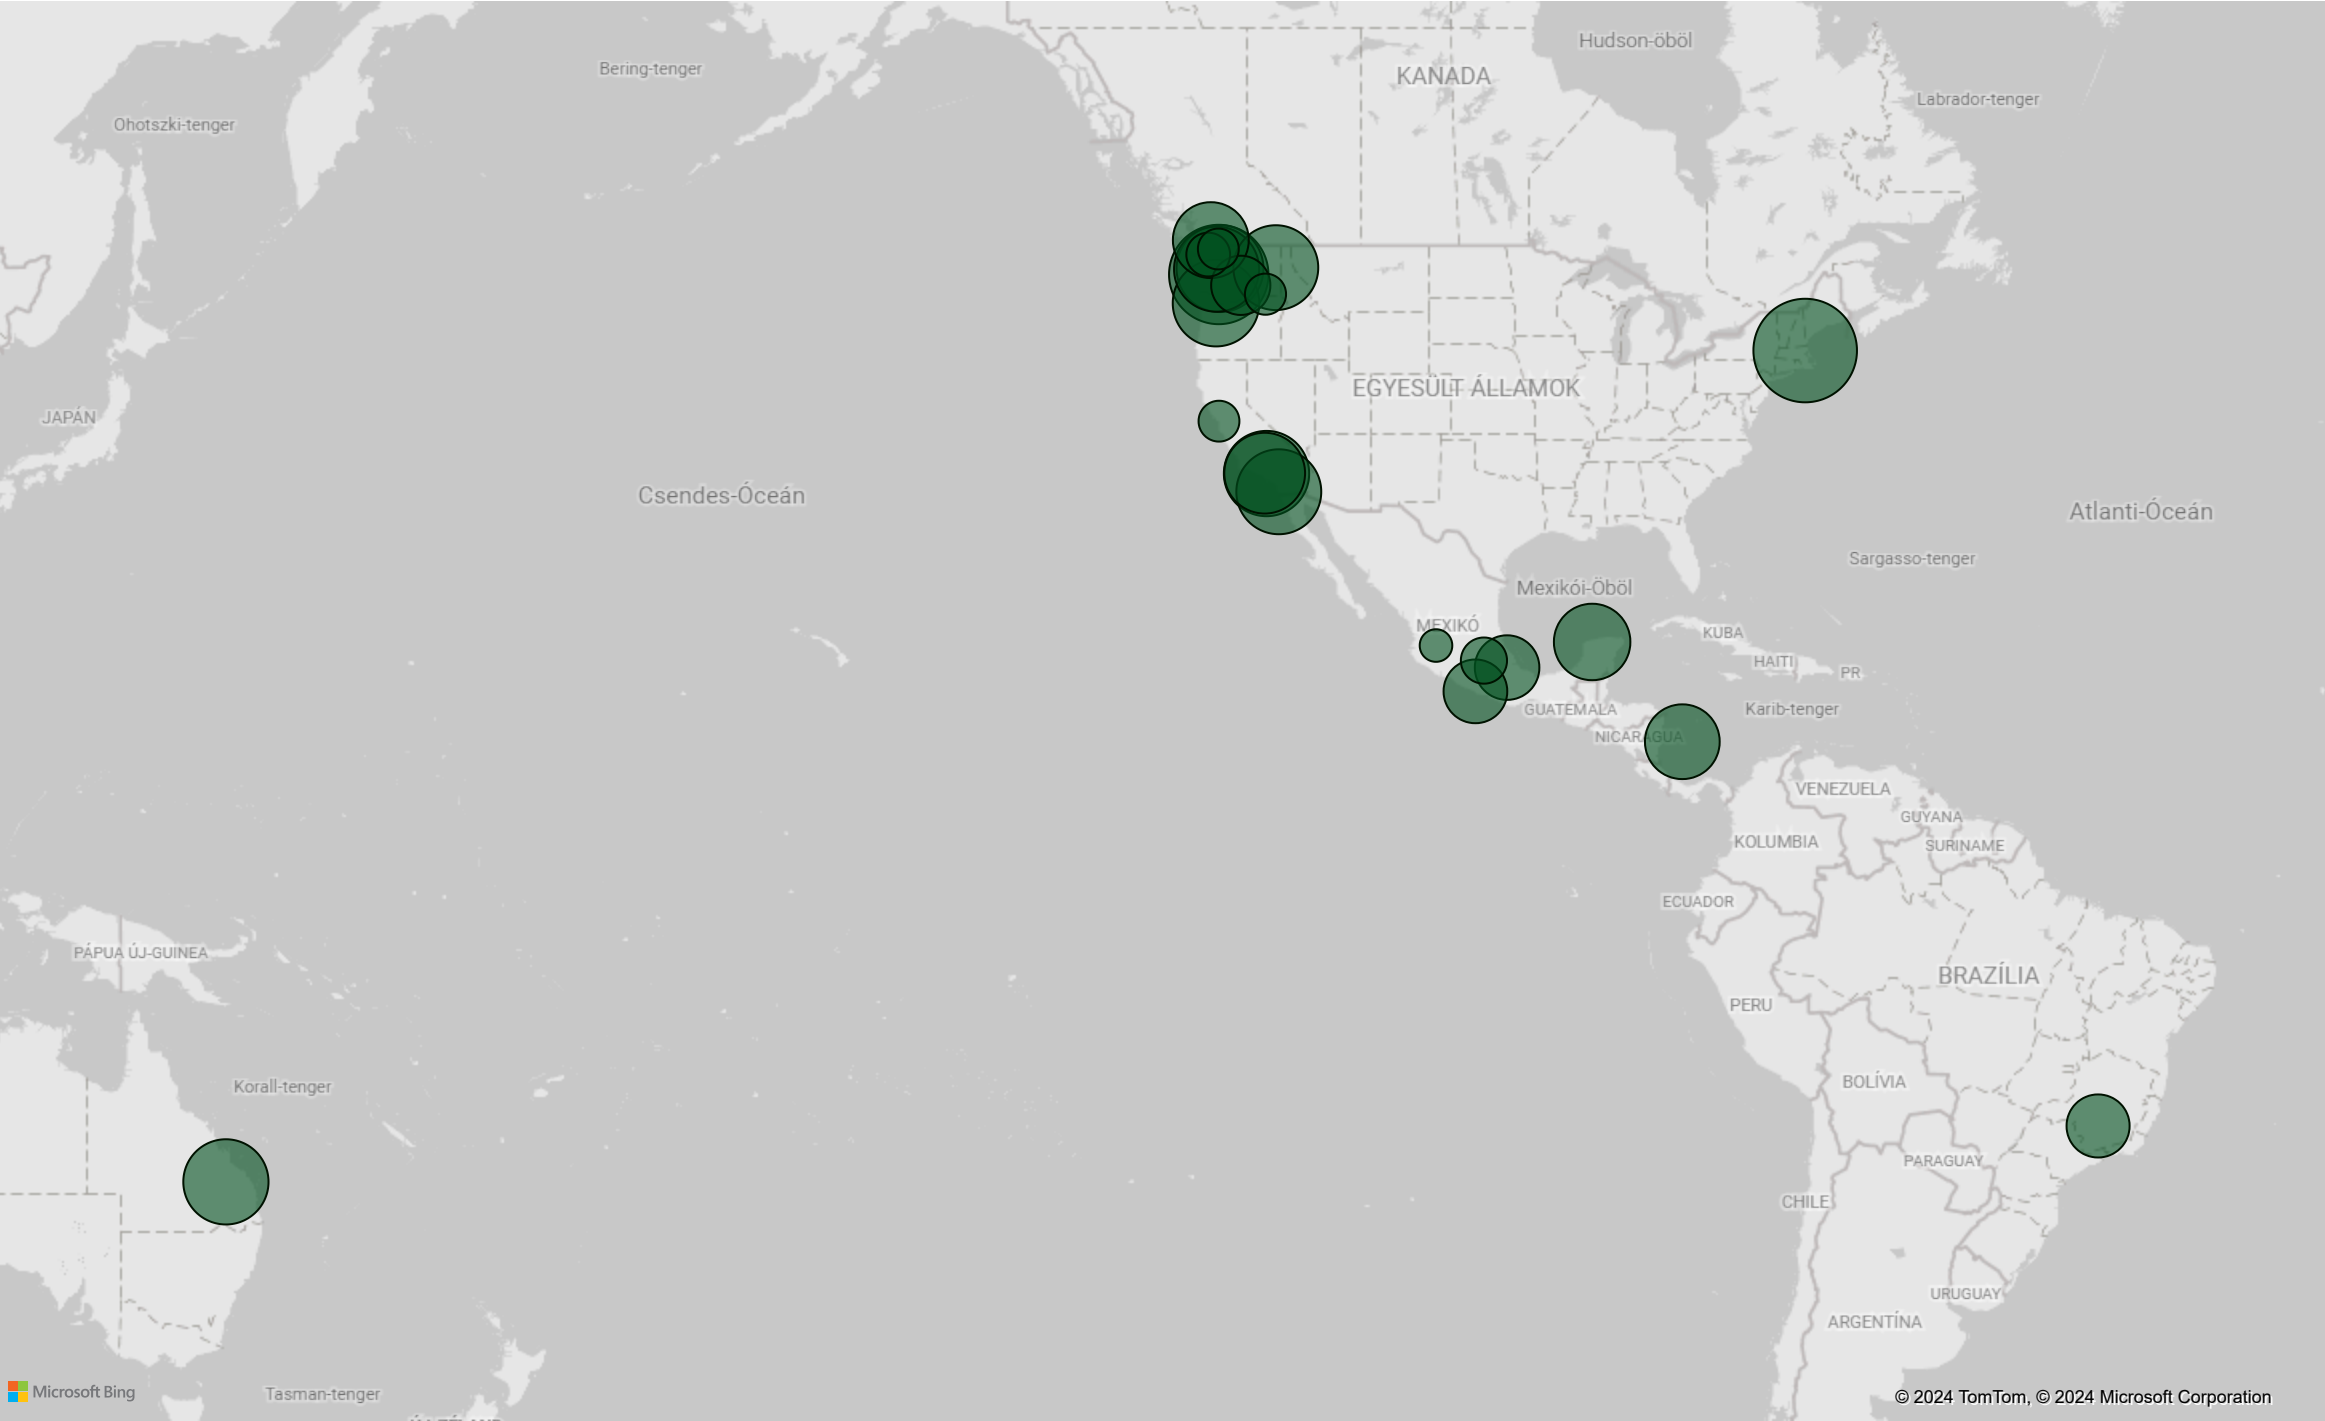 Hudson-öböl
Bering-tenger
KANADA
Labrador-tenger
Ohotszki-tenger
JAPÁN
EGYESÜLT ÁLLAMOK
Csendes-Óceán
Atlanti-Óceán
Sargasso-tenger
Mexikói-Öböl
MEXIKÓ
KUBA
HAITI
PR
GUATEMALA
Karib-tenger
NICARAGUA
VENEZUELA
GUYANA
KOLUMBIA
SURINAME
ECUADOR
PÁPUA ÚJ-GUINEA
BRAZÍLIA
PERU
BOLÍVIA
Korall-tenger
PARAGUAY
CHILE
URUGUAY
ARGENTÍNA
Microsoft Bing
Tasman-tenger
© 2024 TomTom, © 2024 Microsoft Corporation